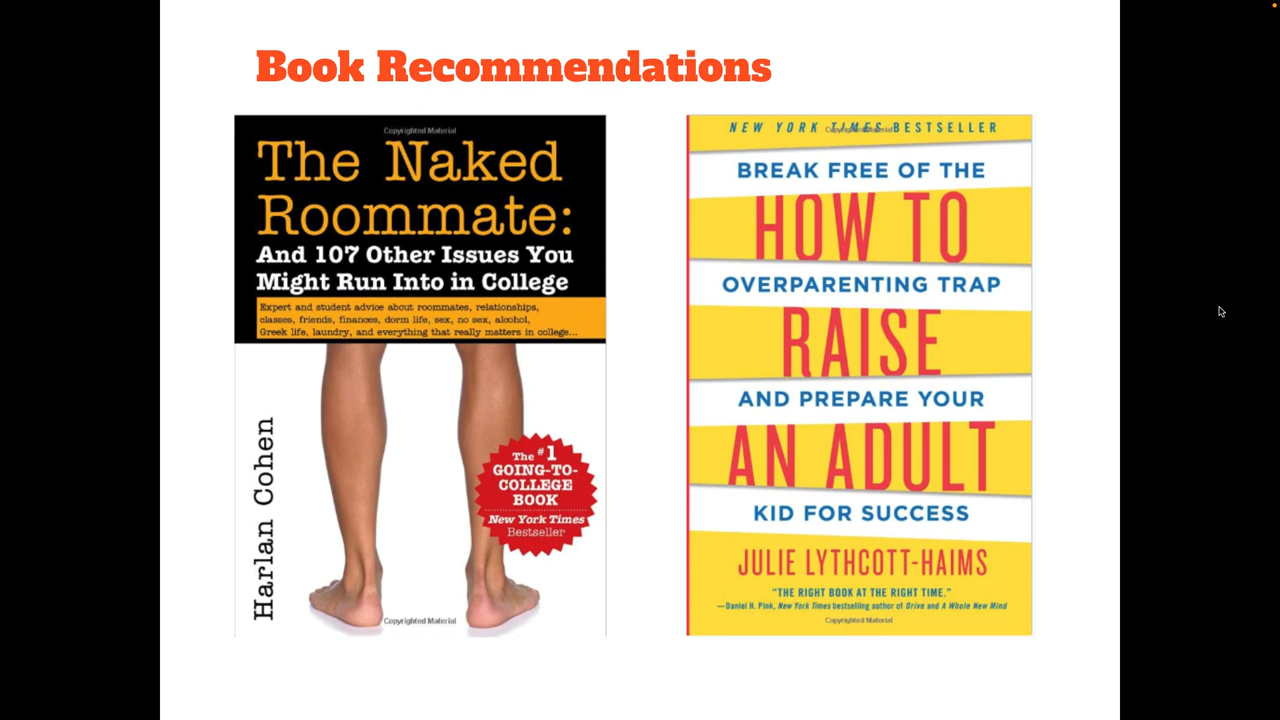 Book Recommendations
Copyrighted Material
The Naked
Roommate:
And 107 Other Issues You
Might Run Into in College
Expert and student advice about roommates, relationships,
classes, friends, finances, dorm life, sex, no sex, alcohol,
Greek life, laundry, and everything that really matters in college...
Harlan Cohen
The #1
GOING-TO-
COLLEGE
BOOK
New York Times
Bestseller
Copyrighted Material
NEW YORK TIMES BESTSELLER
Copyrighted Material
BREAK FREE OF THE
HOW TO
OVERPARENTING TRAP
RAISE
AND PREPARE YOUR
AN ADULT
KID FOR SUCCESS
JULIE LYTHCOTT-HAIMS
"THE RIGHT BOOK AT THE RIGHT TIME."
—Daniel H. Pink, New York Times bestselling author of Drive and A Whole New Mind
Copyrighted Material